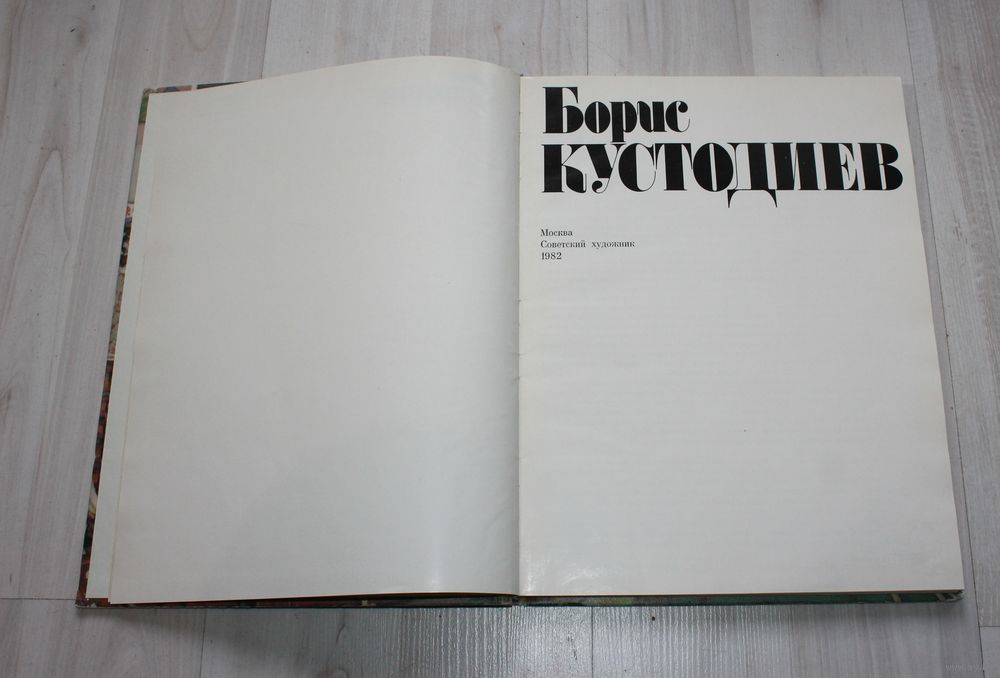 Борис
КУСТОДИЕВ
Москва
Советский художник
1982